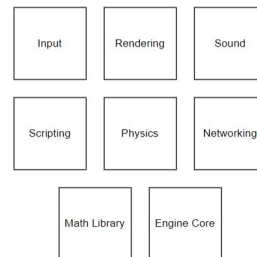 Input
Rendering
Sound
Scripting
Physics
Networking
Math Library
Engine Core